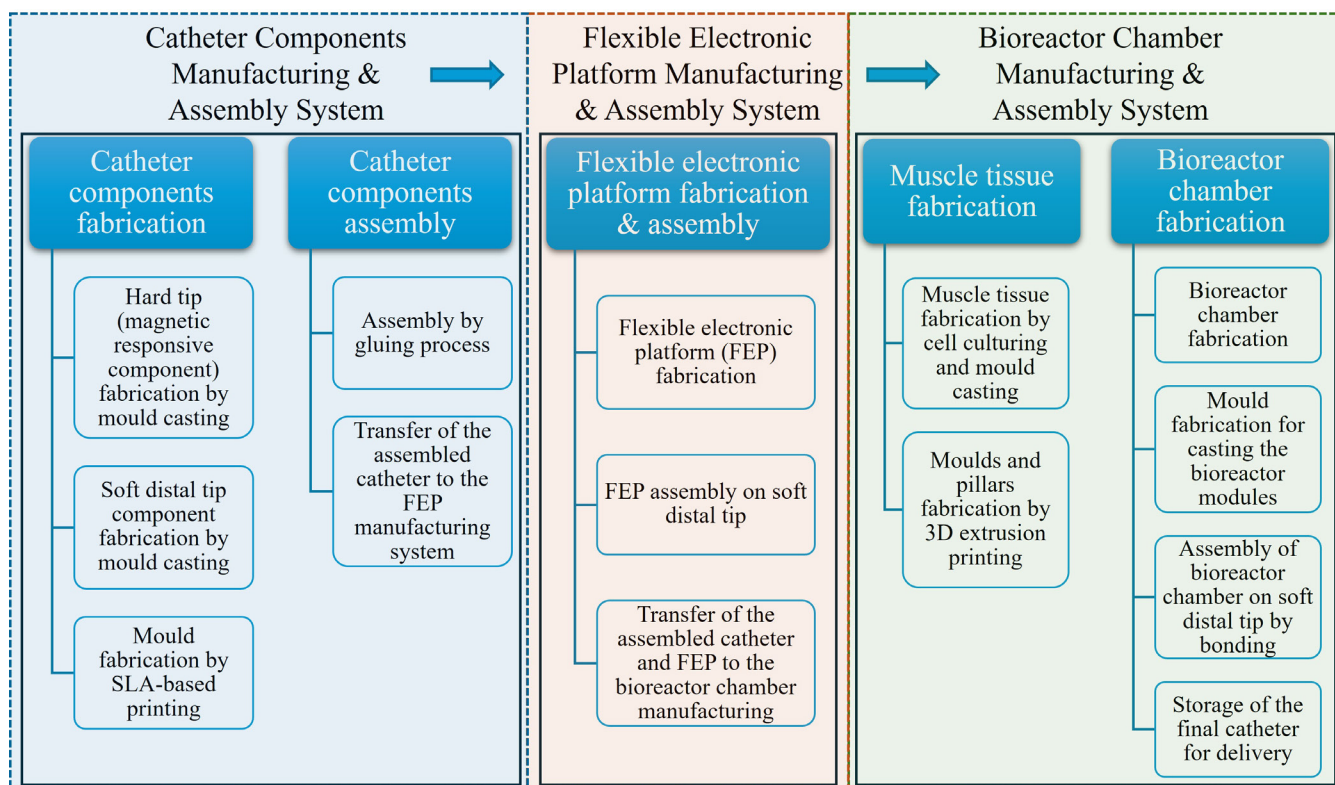 Catheter Components
Manufacturing &
Assembly System
Flexible Electronic
Platform Manufacturing
& Assembly System
Bioreactor Chamber
Manufacturing &
Assembly System
Catheter
components
fabrication
Hard tip
(magnetic
responsive
component)
fabrication by
mould casting
Soft distal tip
component
fabrication by
mould casting
Mould
fabrication by
SLA-based
printing
Catheter
components
assembly
Assembly by
gluing process
Transfer of the
assembled
catheter to the
FEP
manufacturing
system
Flexible electronic
platform fabrication
& assembly
Flexible electronic
platform (FEP)
fabrication
FEP assembly on soft
distal tip
Transfer of the
assembled catheter
and FEP to the
bioreactor chamber
manufacturing
Muscle tissue
fabrication
Muscle tissue
fabrication by
cell culturing
and mould
casting
Moulds and
pillars
fabrication by
3D extrusion
printing
Bioreactor
chamber
fabrication
Bioreactor
chamber
fabrication
Mould
fabrication for
casting the
bioreactor
modules
Assembly of
bioreactor
chamber on soft
distal tip by
bonding
Storage of the
final catheter
for delivery